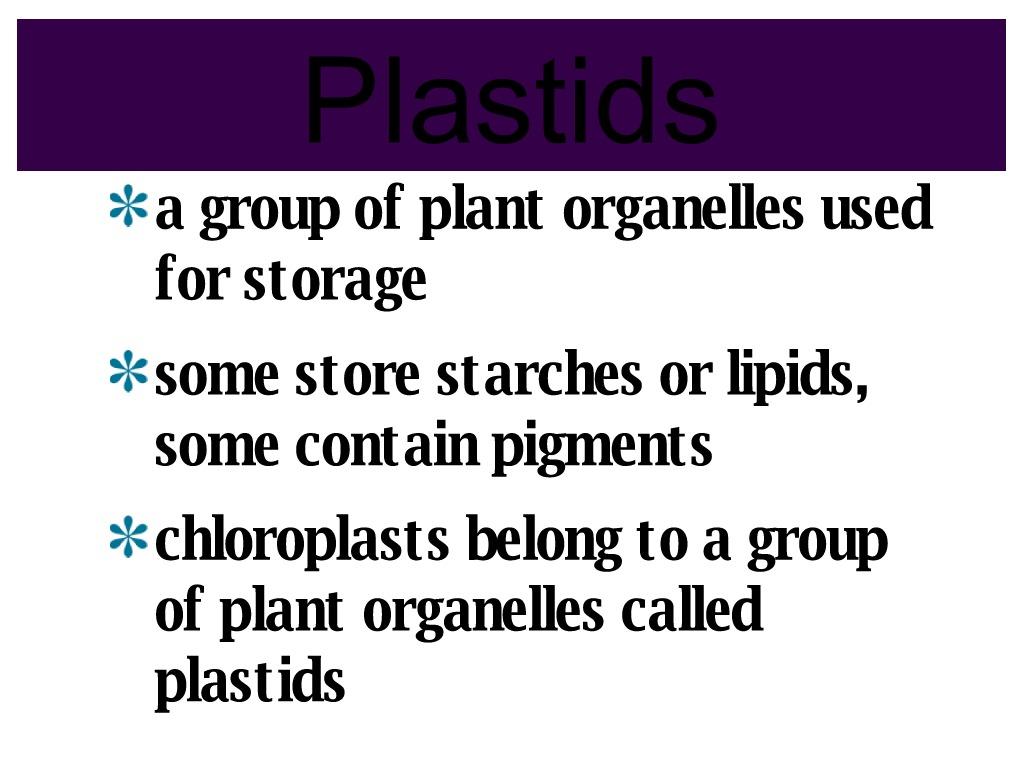 Plastids
* a group of plant organelles used
for storage
* some store starches or lipids,
some contain pigments
* chloroplasts belong to a group
of plant organelles called
plastids